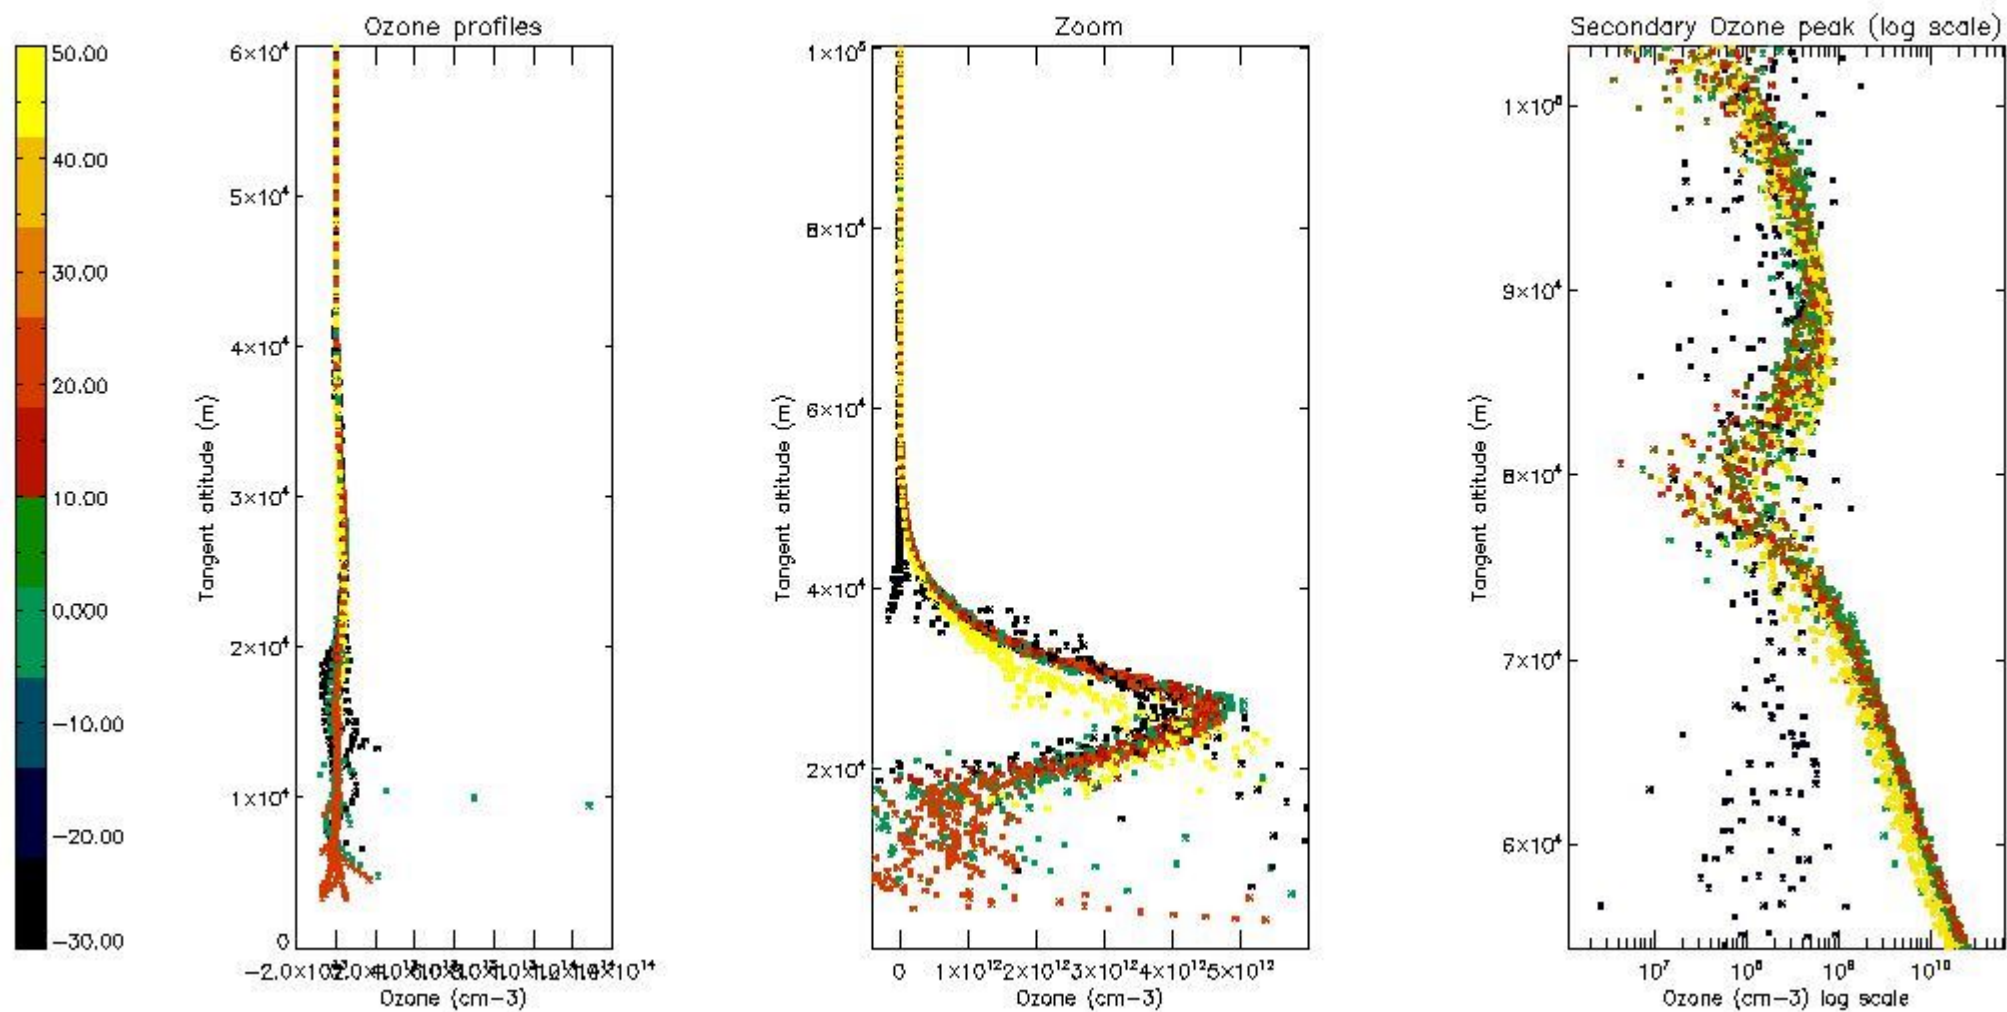 Ozone profiles
Zoom
Secondary Ozone peak (log scale)
50.00
40.00
30.00
20.00
10.00
0.000
−10.00
−20.00
−30.00
6×10⁴
5×10⁴
4×10⁴
3×10⁴
2×10⁴
1×10⁴
0
Tangent altitude (m)
Ozone (cm−3)
1×10⁵
8×10⁴
6×10⁴
4×10⁴
2×10⁴
Tangent altitude (m)
0 1×10¹² 2×10¹² 3×10¹² 4×10¹² 5×10¹²
Ozone (cm−3)
1×10⁵
9×10⁴
8×10⁴
7×10⁴
6×10⁴
Tangent altitude (m)
10⁷ 10⁸ 10⁹ 10¹⁰
Ozone (cm−3) log scale